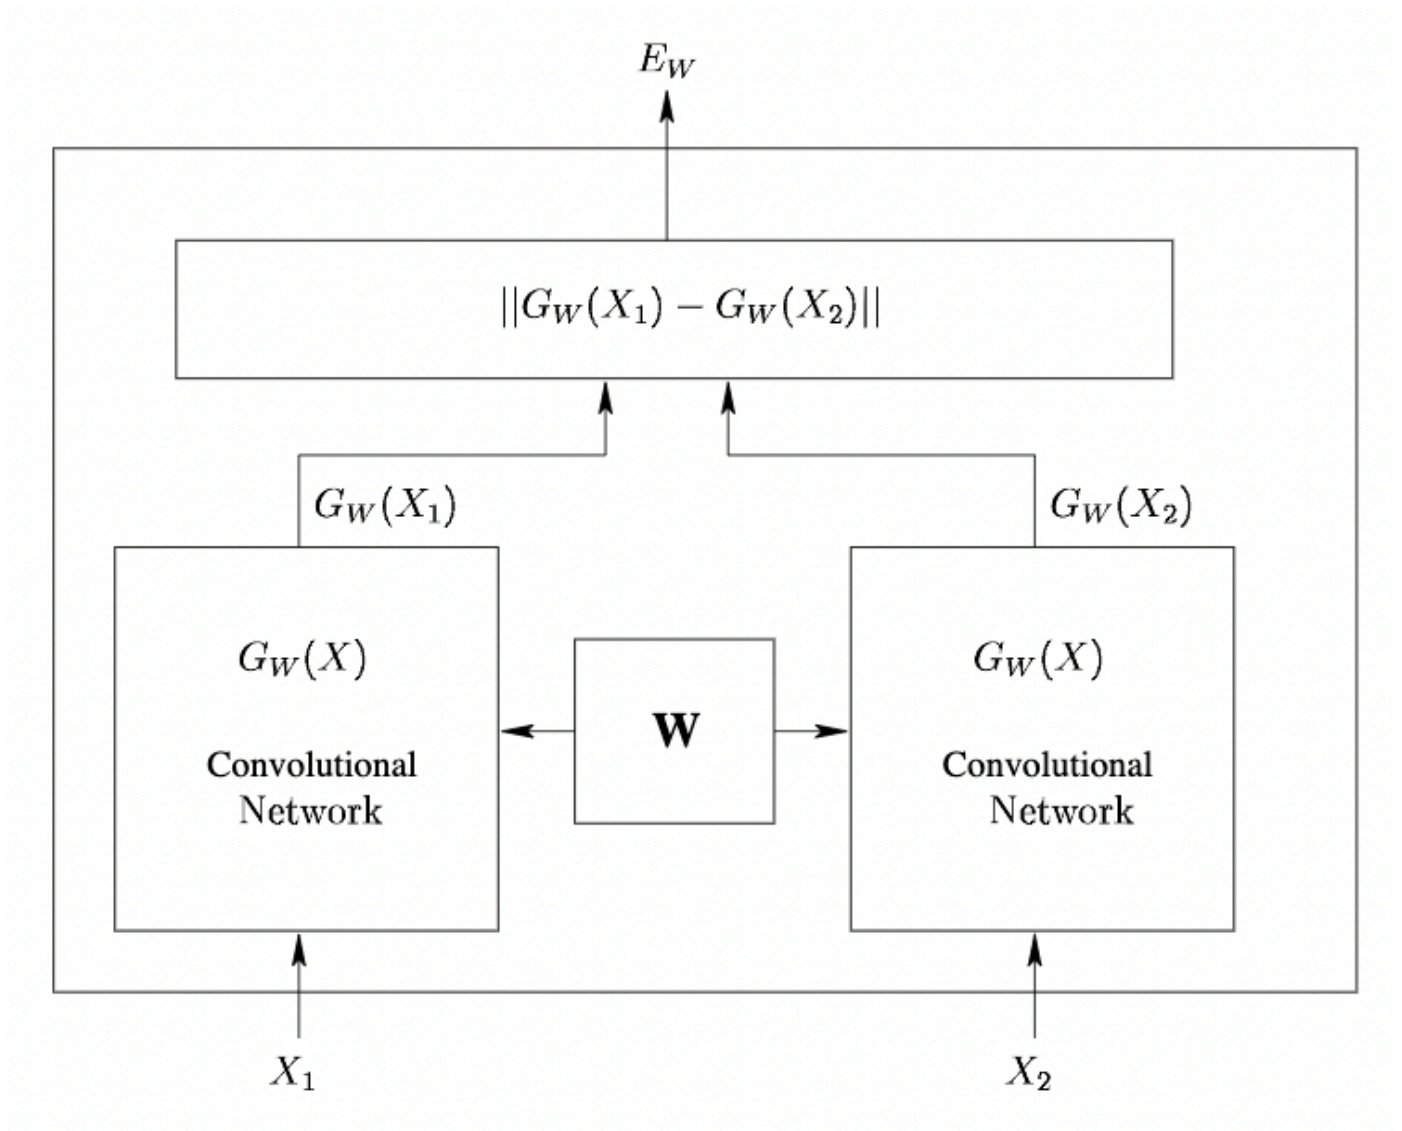 E_W
||G_W(X_1) − G_W(X_2)||
G_W(X_1)
G_W(X_2)
G_W(X)
Convolutional
Network
W
G_W(X)
Convolutional
Network
X_1
X_2